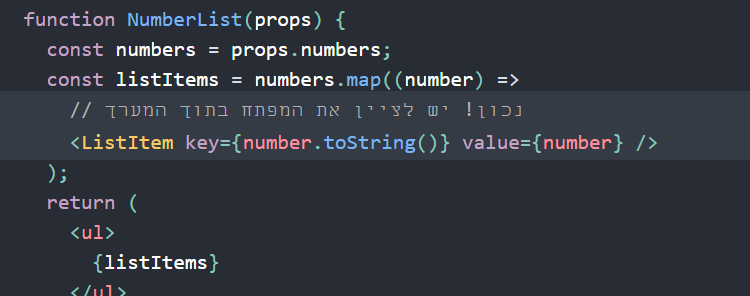 function NumberList(props) {
  const numbers = props.numbers;
  const listItems = numbers.map((number) =>
    // נכון! יש לציין את המפתח בתוך המערך
    <ListItem key={number.toString()} value={number} />
  );
  return (
    <ul>
      {listItems}
    </ul>